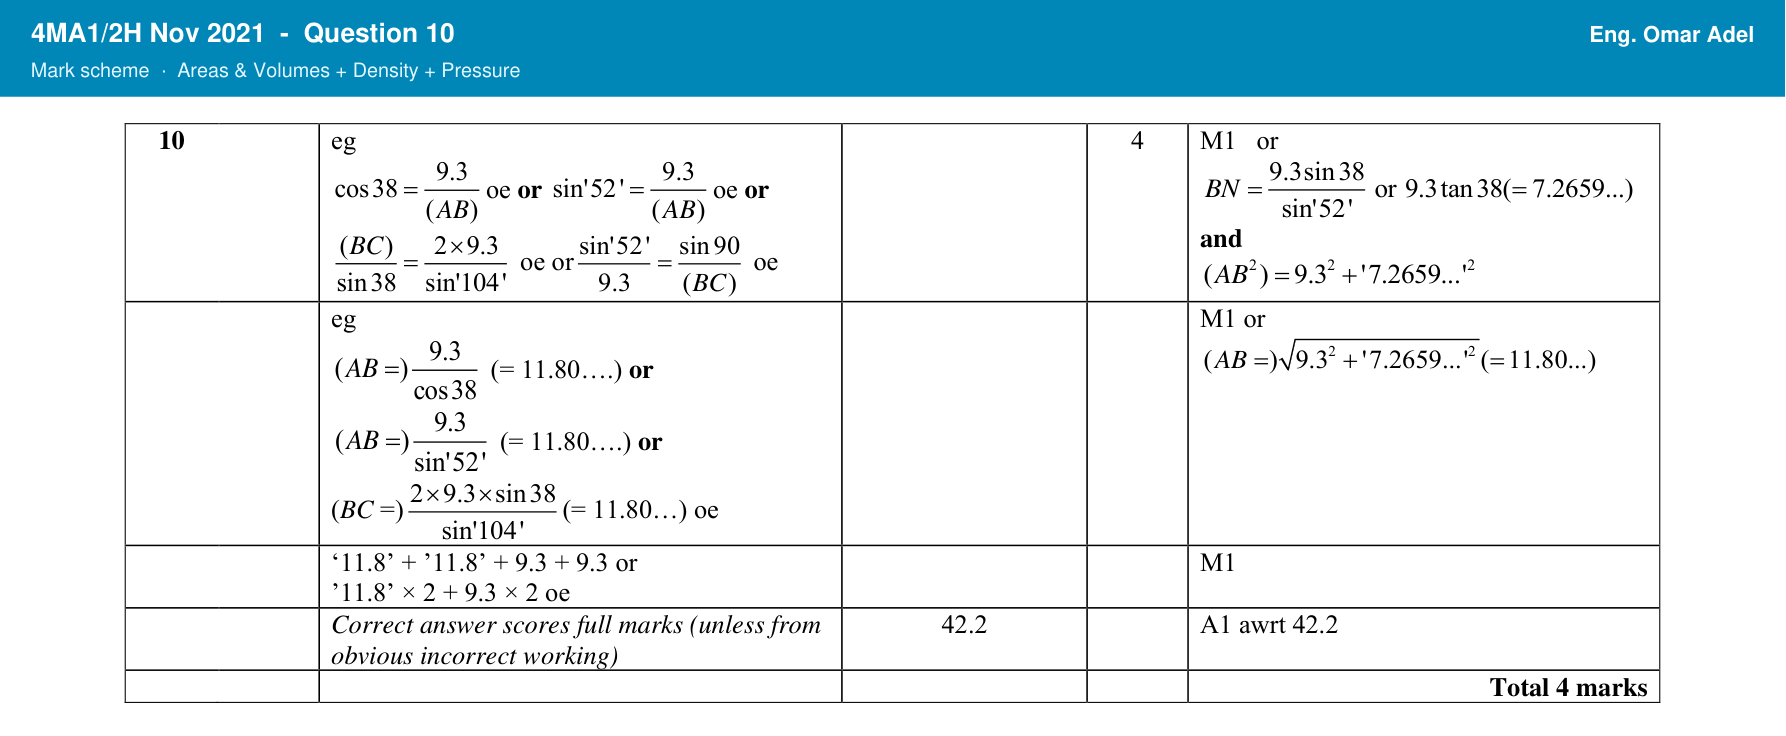 4MA1/2H Nov 2021 - Question 10
Eng. Omar Adel
Mark scheme · Areas & Volumes + Density + Pressure
10
eg
cos 38 = 9.3/(AB) oe or sin'52' = 9.3/(AB) oe or
(BC)/sin 38 = 2×9.3/sin'104' oe or sin'52'/9.3 = sin 90/(BC) oe
4
M1 or
BN = 9.3 sin 38/sin'52' or 9.3 tan 38(= 7.2659...)
and
(AB²) = 9.3² + '7.2659...'²
eg
(AB =) 9.3/cos 38 (= 11.80….) or
(AB =) 9.3/sin'52' (= 11.80….) or
(BC =) 2×9.3×sin 38/sin'104' (= 11.80…) oe
M1 or
(AB =)√(9.3² + '7.2659...'²) (= 11.80...)
‘11.8’ + ’11.8’ + 9.3 + 9.3 or
’11.8’ × 2 + 9.3 × 2 oe
M1
Correct answer scores full marks (unless from
obvious incorrect working)
42.2
A1 awrt 42.2
Total 4 marks